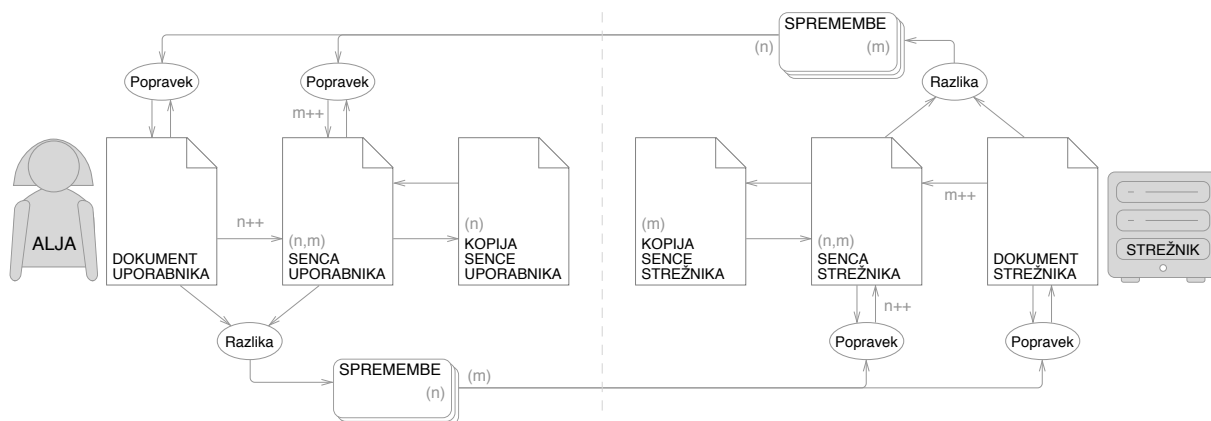 SPREMEMBE
(n)
(m)
Popravek
Popravek
Razlika
m++
m++
ALJA
n++
DOKUMENT
UPORABNIKA
(n,m)
SENCA
UPORABNIKA
(n)
KOPIJA
SENCE
UPORABNIKA
(m)
KOPIJA
SENCE
STREŽNIKA
(n,m)
SENCA
STREŽNIKA
DOKUMENT
STREŽNIKA
STREŽNIK
n++
Razlika
Popravek
Popravek
SPREMEMBE
(n)
(m)